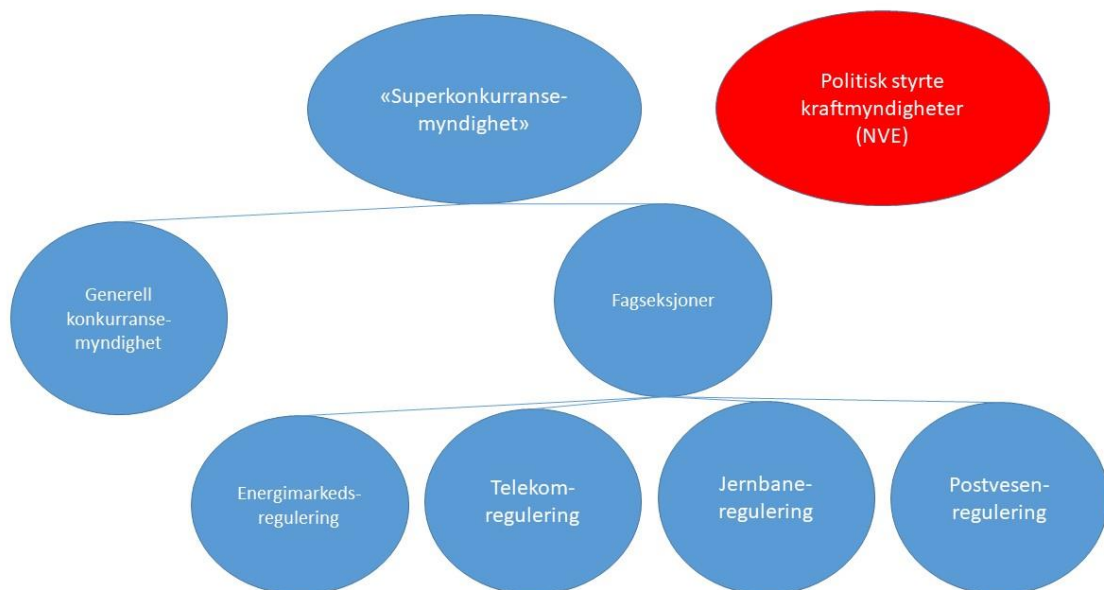 «Superkonkurranse-
myndighet»
Politisk styrte
kraftmyndigheter
(NVE)
Generell
konkurranse-
myndighet
Fagseksjoner
Energimarkeds-
regulering
Telekom-
regulering
Jernbane-
regulering
Postvesen-
regulering